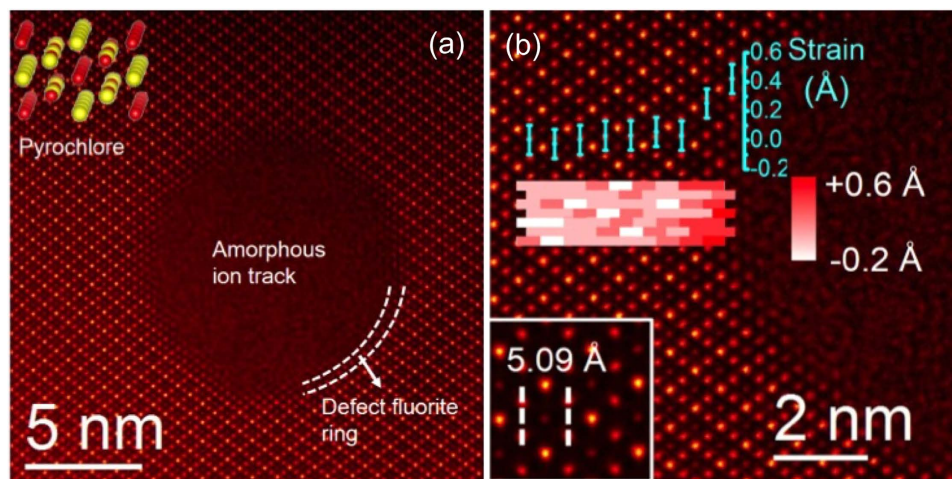 (a)
Pyrochlore
Amorphous
ion track
Defect fluorite
ring
5 nm
(b)
0.6
0.4
0.2
0.0
-0.2
Strain
(Å)
+0.6 Å
-0.2 Å
5.09 Å
2 nm